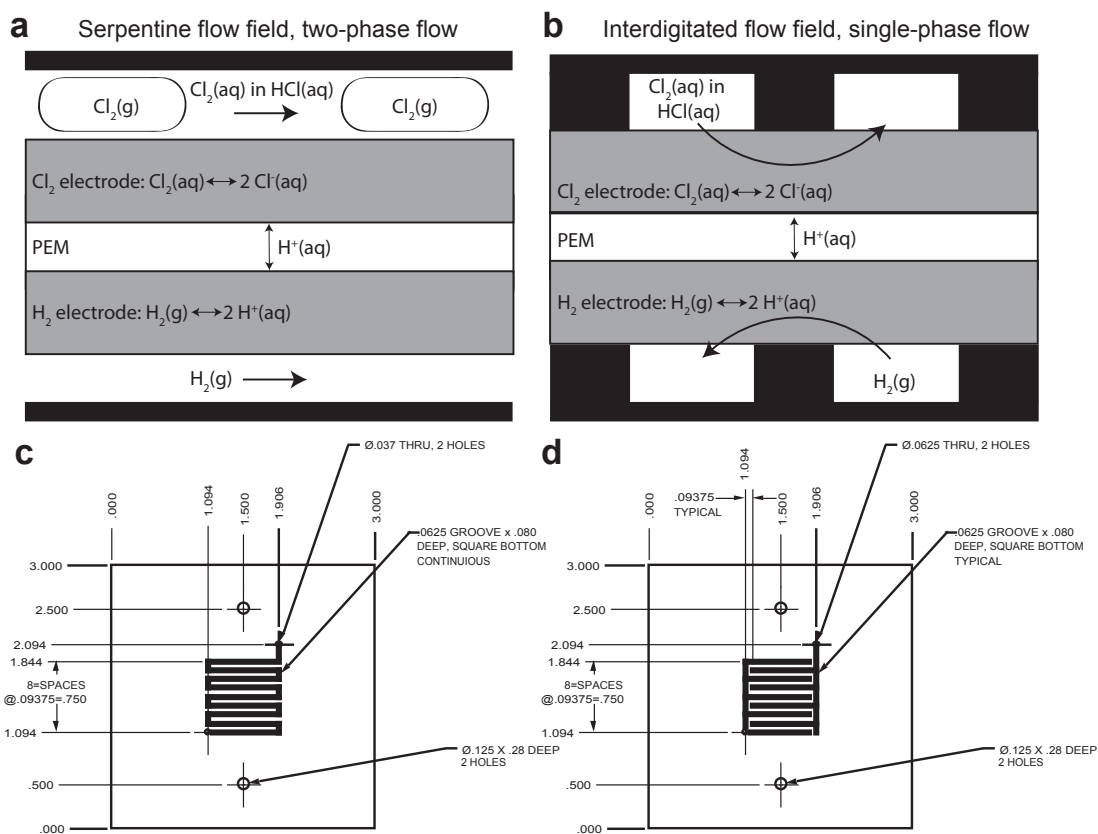 a
Serpentine flow field, two-phase flow
Cl2(g)
Cl2(aq) in HCl(aq)
Cl2(g)
Cl2 electrode: Cl2(aq)↔2 Cl-(aq)
PEM
H+(aq)
H2 electrode: H2(g)↔2 H+(aq)
H2(g)
b
Interdigitated flow field, single-phase flow
Cl2(aq) in
HCl(aq)
Cl2 electrode: Cl2(aq)↔2 Cl-(aq)
PEM
H+(aq)
H2 electrode: H2(g)↔2 H+(aq)
H2(g)
c
Ø.037 THRU, 2 HOLES
.000
1.094
1.500
1.906
3.000
.0625 GROOVE x .080
DEEP, SQUARE BOTTOM
CONTINUIOUS
3.000
2.500
2.094
1.844
8=SPACES
@.09375=.750
1.094
.500
.000
Ø.125 X .28 DEEP
2 HOLES
d
Ø.0625 THRU, 2 HOLES
.000
1.094
.09375
TYPICAL
1.500
1.906
3.000
.0625 GROOVE x .080
DEEP, SQUARE BOTTOM
TYPICAL
3.000
2.500
2.094
1.844
8=SPACES
@.09375=.750
1.094
.500
.000
Ø.125 X .28 DEEP
2 HOLES